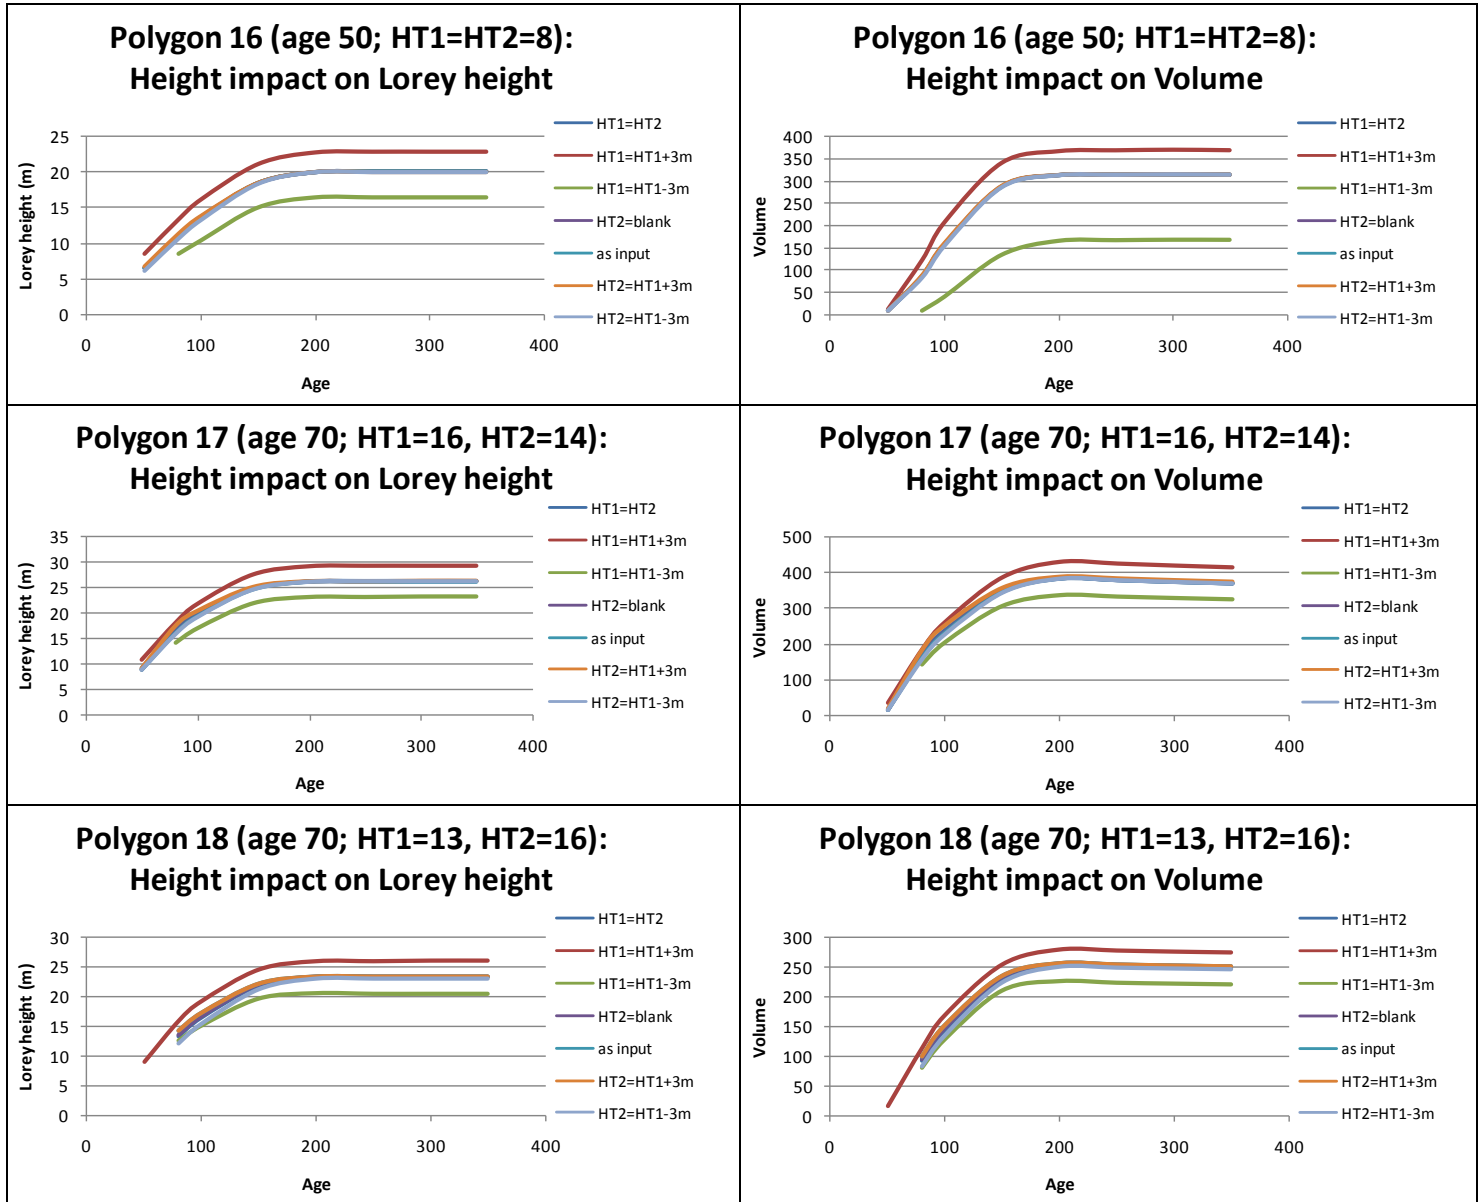 Polygon 16 (age 50; HT1=HT2=8):
Height impact on Lorey height
Lorey height (m)
25
20
15
10
5
0
0
100
200
300
400
Age
HT1=HT2
HT1=HT1+3m
HT1=HT1-3m
HT2=blank
as input
HT2=HT1+3m
HT2=HT1-3m
Polygon 16 (age 50; HT1=HT2=8):
Height impact on Volume
Volume
400
350
300
250
200
150
100
50
0
0
100
200
300
400
Age
HT1=HT2
HT1=HT1+3m
HT1=HT1-3m
HT2=blank
as input
HT2=HT1+3m
HT2=HT1-3m
Polygon 17 (age 70; HT1=16, HT2=14):
Height impact on Lorey height
Lorey height (m)
35
30
25
20
15
10
5
0
0
100
200
300
400
Age
HT1=HT2
HT1=HT1+3m
HT1=HT1-3m
HT2=blank
as input
HT2=HT1+3m
HT2=HT1-3m
Polygon 17 (age 70; HT1=16, HT2=14):
Height impact on Volume
Volume
500
400
300
200
100
0
0
100
200
300
400
Age
HT1=HT2
HT1=HT1+3m
HT1=HT1-3m
HT2=blank
as input
HT2=HT1+3m
HT2=HT1-3m
Polygon 18 (age 70; HT1=13, HT2=16):
Height impact on Lorey height
Lorey height (m)
30
25
20
15
10
5
0
0
100
200
300
400
Age
HT1=HT2
HT1=HT1+3m
HT1=HT1-3m
HT2=blank
as input
HT2=HT1+3m
HT2=HT1-3m
Polygon 18 (age 70; HT1=13, HT2=16):
Height impact on Volume
Volume
300
250
200
150
100
50
0
0
100
200
300
400
Age
HT1=HT2
HT1=HT1+3m
HT1=HT1-3m
HT2=blank
as input
HT2=HT1+3m
HT2=HT1-3m